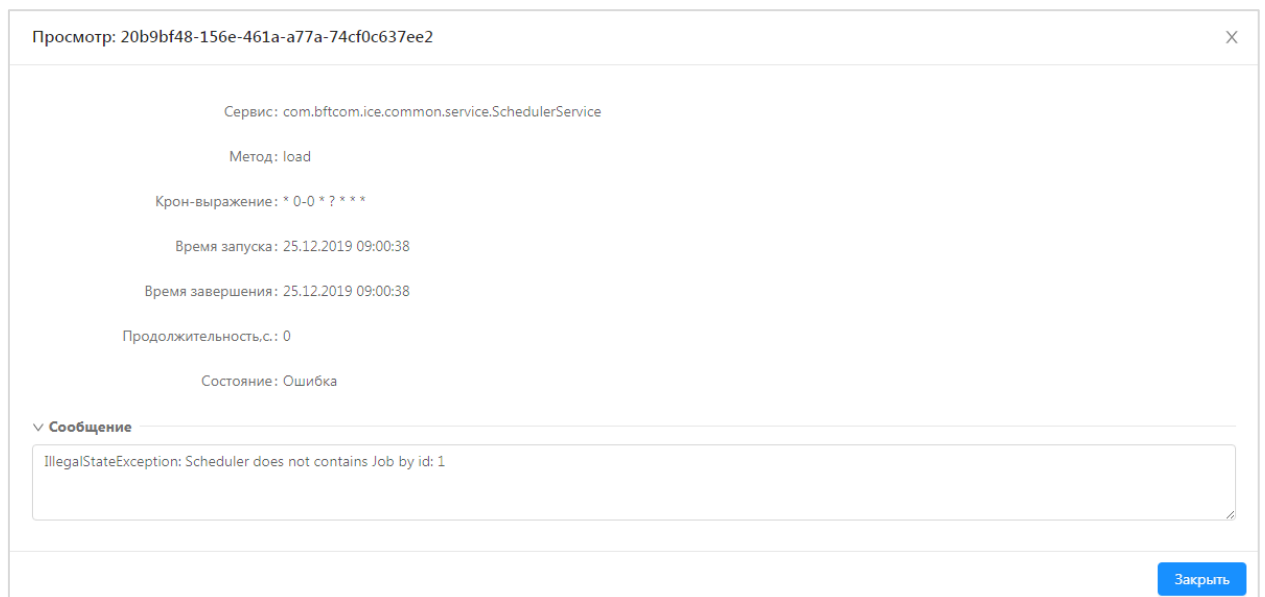 Просмотр: 20b9bf48-156e-461a-a77a-74cf0c637ee2
Сервис: com.bftcom.ice.common.service.SchedulerService
Метод: load
Крон-выражение: * 0-0 * ? * * *
Время запуска: 25.12.2019 09:00:38
Время завершения: 25.12.2019 09:00:38
Продолжительность,с.: 0
Состояние: Ошибка
Сообщение
IllegalStateException: Scheduler does not contains Job by id: 1
Закрыть